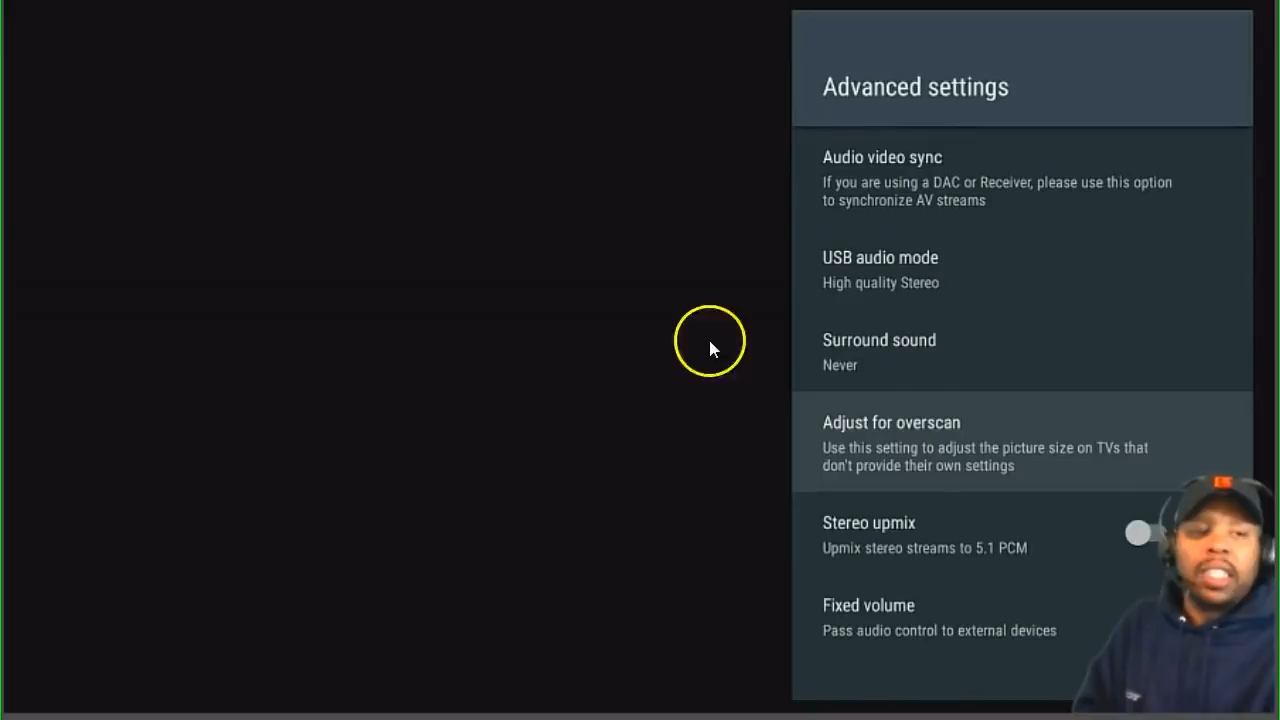 Advanced settings
Audio video sync
If you are using a DAC or Receiver, please use this option
to synchronize AV streams
USB audio mode
High quality Stereo
Surround sound
Never
Adjust for overscan
Use this setting to adjust the picture size on TVs that
don't provide their own settings
Stereo upmix
Upmix stereo streams to 5.1 PCM
Fixed volume
Pass audio control to external devices